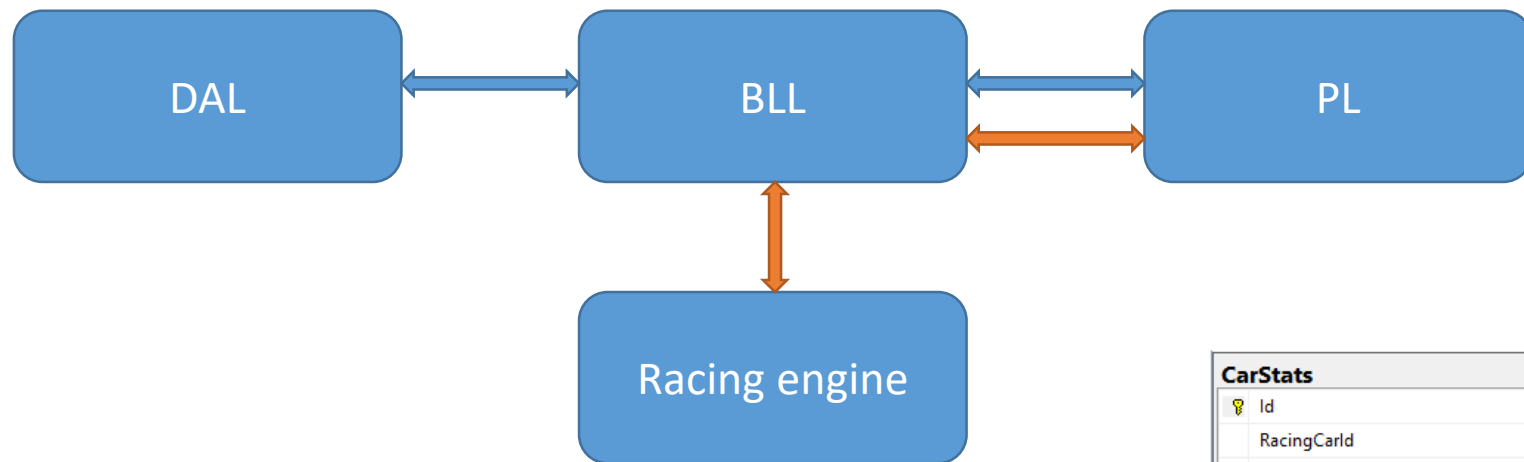 DAL
BLL
PL
Racing engine
CarStats
Id
RacingCarId